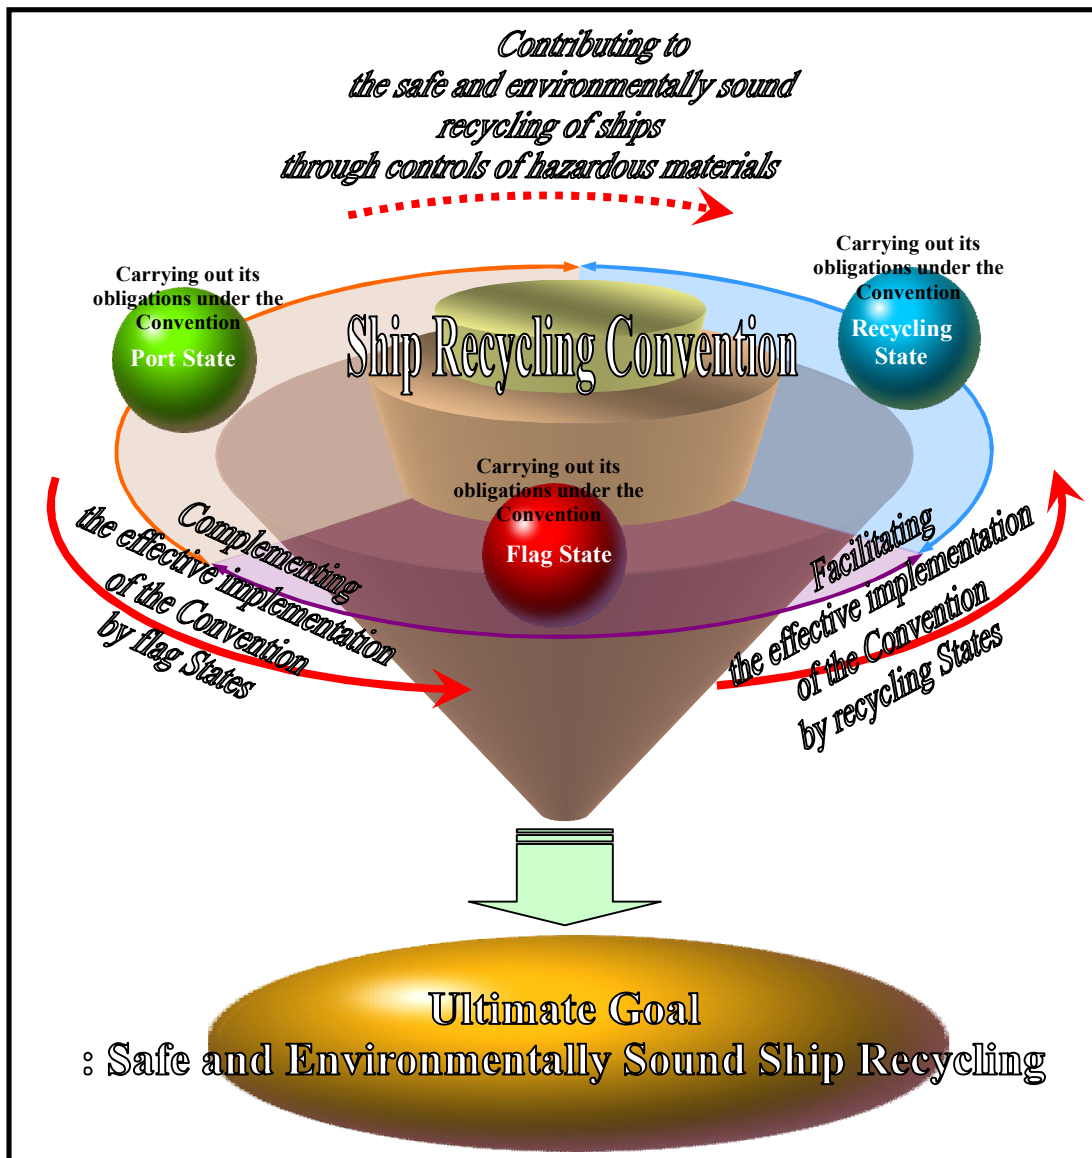 Contributing to
the safe and environmentally sound
recycling of ships
through controls of hazardous materials
Carrying out its
obligations under the
Convention
Port State
Carrying out its
obligations under the
Convention
Recycling
State
Ship Recycling Convention
Carrying out its
obligations under the
Convention
Flag State
Complementing
the effective implementation
of the Convention
by flag States
Facilitating
the effective implementation
of the Convention
by recycling States
Ultimate Goal
: Safe and Environmentally Sound Ship Recycling